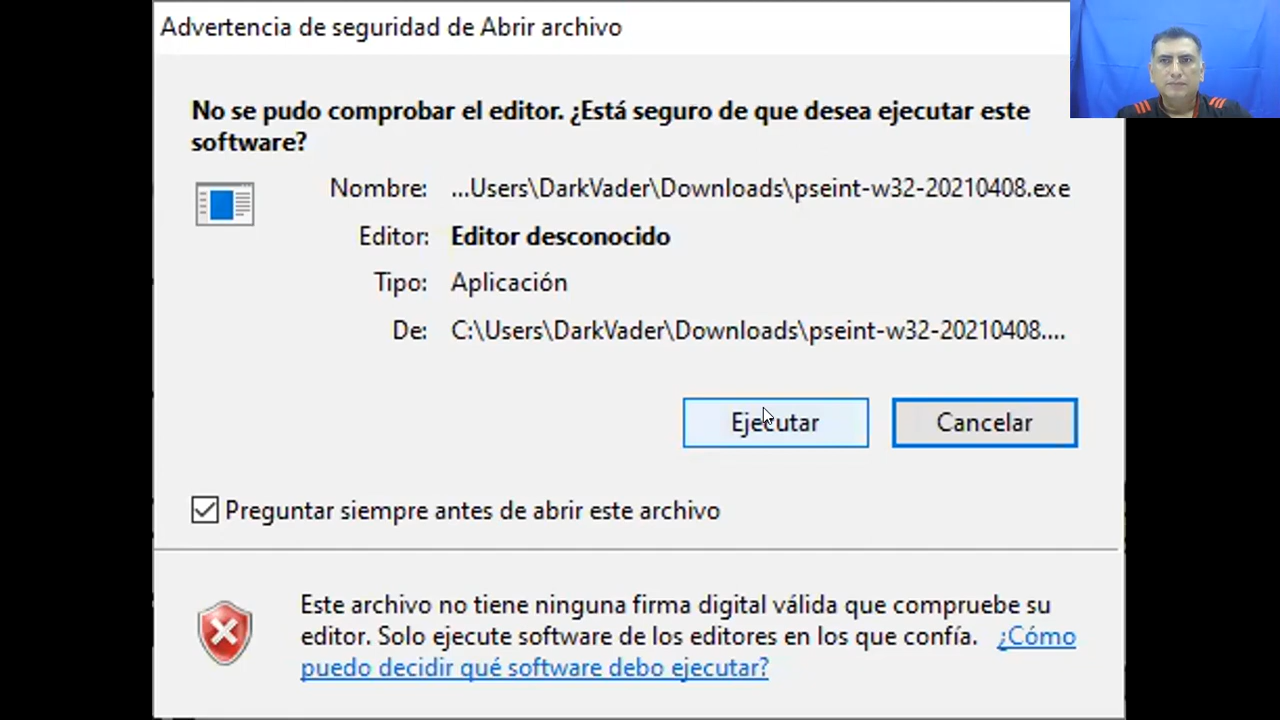 Advertencia de seguridad de Abrir archivo
No se pudo comprobar el editor. ¿Está seguro de que desea ejecutar este
software?
Nombre: ...Users\DarkVader\Downloads\pseint-w32-20210408.exe
Editor: Editor desconocido
Tipo: Aplicación
De: C:\Users\DarkVader\Downloads\pseint-w32-20210408....
Ejecutar Cancelar
Preguntar siempre antes de abrir este archivo
Este archivo no tiene ninguna firma digital válida que compruebe su
editor. Solo ejecute software de los editores en los que confía. ¿Cómo
puedo decidir qué software debo ejecutar?